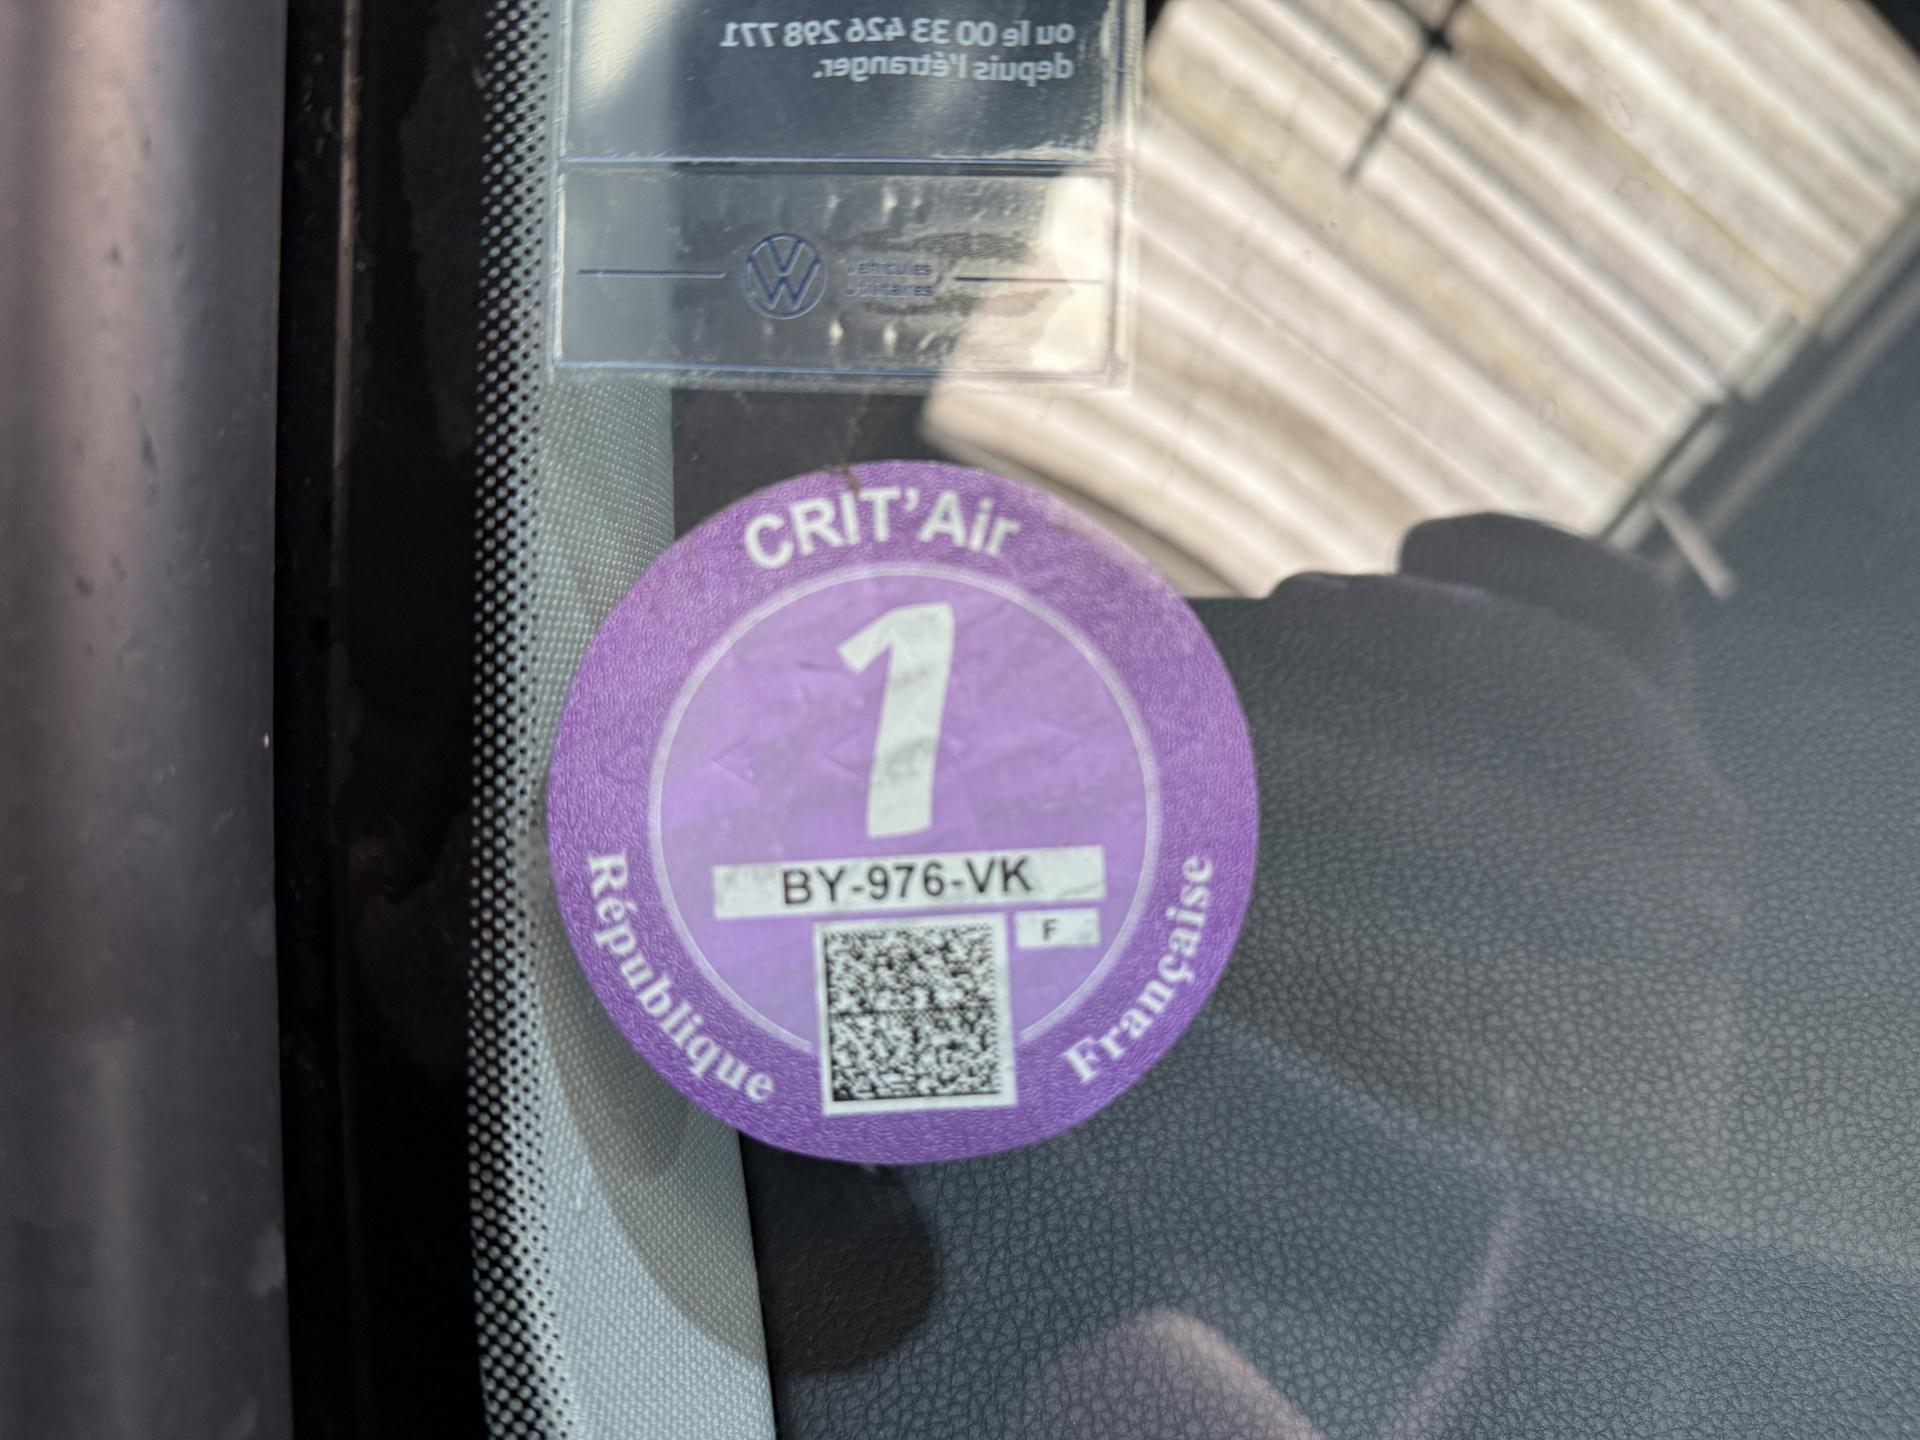 ou le 00 33 426 298 771
depuis l'étranger.
Véhicules
Utilitaires
CRIT'Air
1
BY-976-VK
F
République Française